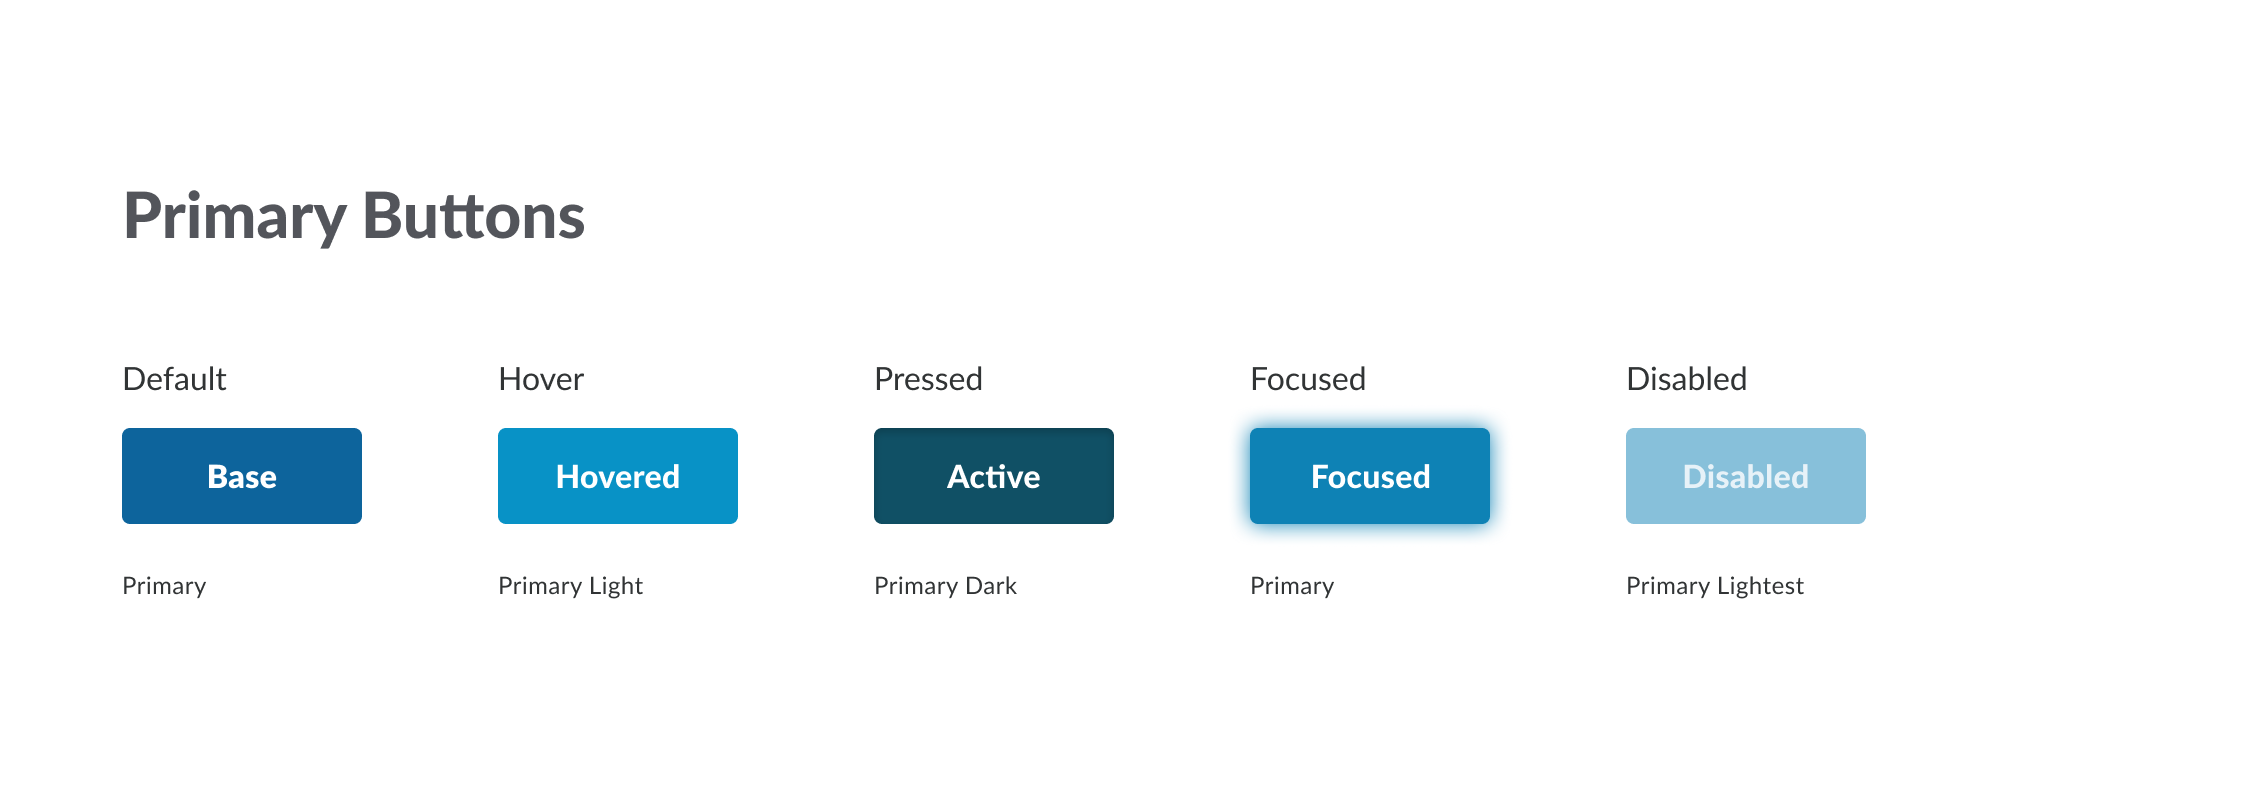 Primary Buttons
Default Hover Pressed Focused Disabled
Base Hovered Active Focused Disabled
Primary Primary Light Primary Dark Primary Primary Lightest